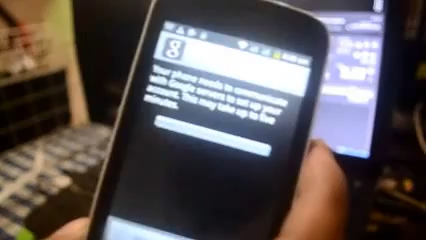 g
Your phone needs to communicate
with Google servers to set up your
account. This may take up to five
minutes.